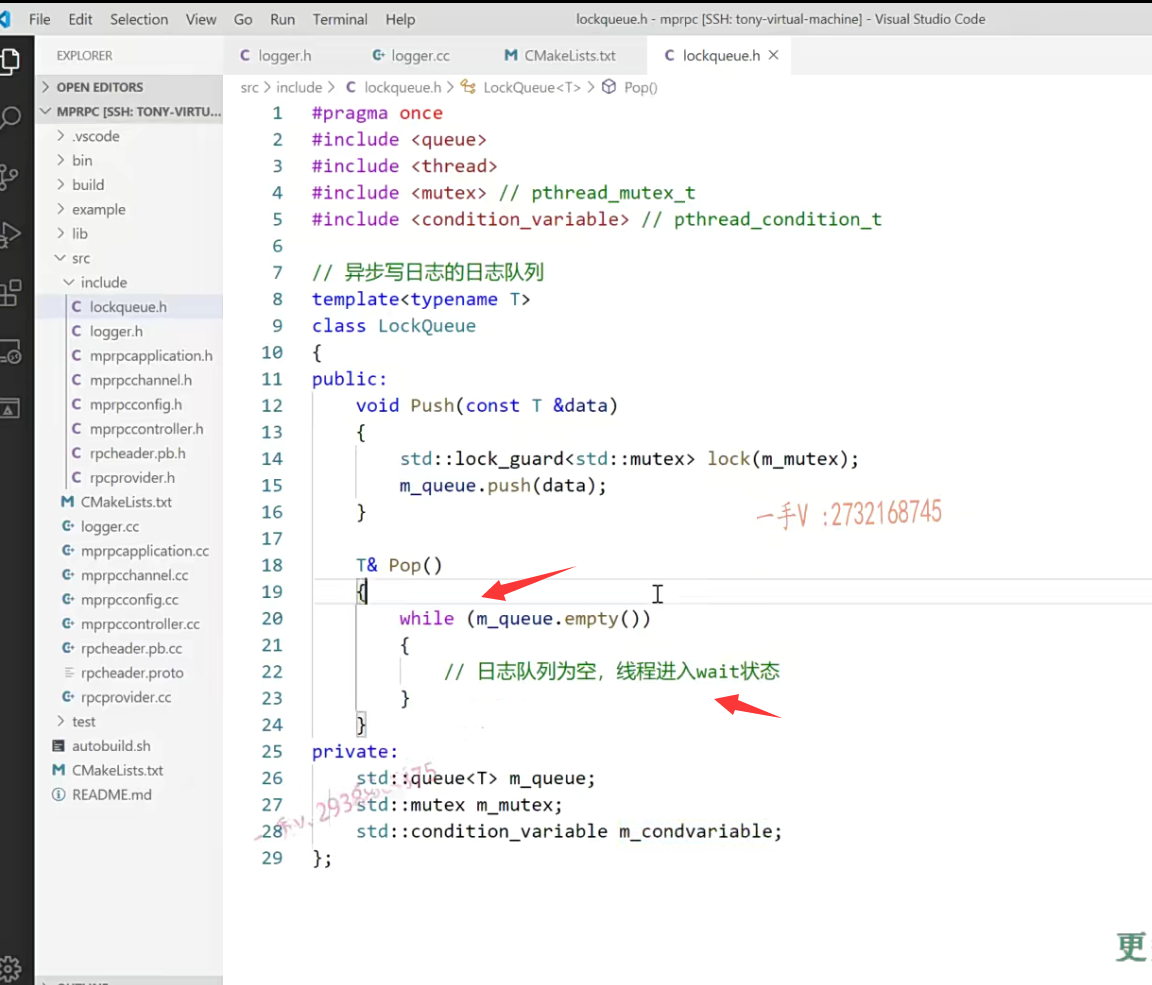 File Edit Selection View Go Run Terminal Help
lockqueue.h - mprpc [SSH: tony-virtual-machine] - Visual Studio Code
EXPLORER
OPEN EDITORS
MPRPC [SSH: TONY-VIRTU...
.vscode
bin
build
example
lib
src
include
C lockqueue.h
C logger.h
C mprpcapplication.h
C mprpcchannel.h
C mprpcconfig.h
C mprpccontroller.h
C rpcheader.pb.h
C rpcprovider.h
M CMakeLists.txt
logger.cc
mprpcapplication.cc
mprpcchannel.cc
mprpcconfig.cc
mprpccontroller.cc
rpcheader.pb.cc
rpcheader.proto
rpcprovider.cc
test
autobuild.sh
M CMakeLists.txt
README.md
C logger.h
logger.cc
M CMakeLists.txt
C lockqueue.h
src > include > C lockqueue.h > LockQueue<T> > Pop()
1 #pragma once
2 #include <queue>
3 #include <thread>
4 #include <mutex> // pthread_mutex_t
5 #include <condition_variable> // pthread_condition_t
6
7 // 异步写日志的日志队列
8 template<typename T>
9 class LockQueue
10 {
11 public:
12 void Push(const T &data)
13 {
14 std::lock_guard<std::mutex> lock(m_mutex);
15 m_queue.push(data);
16 }
一手V :2732168745
17
18 T& Pop()
19 {
20 while (m_queue.empty())
21 {
22 // 日志队列为空，线程进入wait状态
23 }
24 }
25 private:
26 std::queue<T> m_queue;
27 std::mutex m_mutex;
28 std::condition_variable m_condvariable;
29 };
更